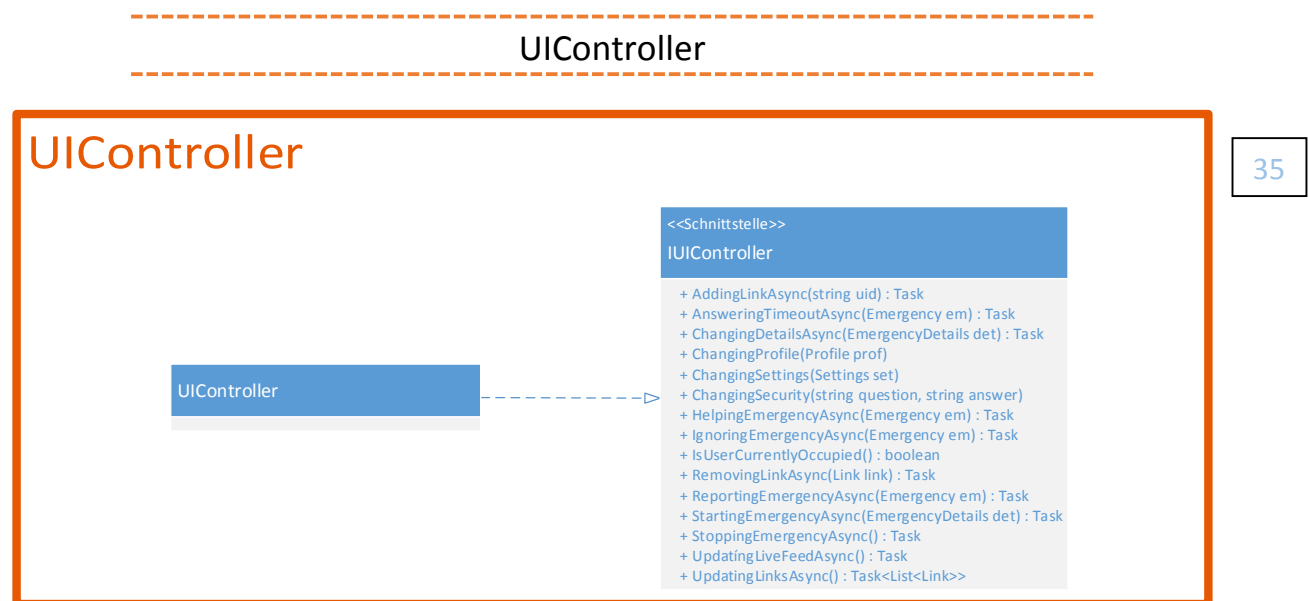 UIController
UIController
35
<<Schnittstelle>>
IUIController
+ AddingLinkAsync(string uid) : Task
+ AnsweringTimeoutAsync(Emergency em) : Task
+ ChangingDetailsAsync(EmergencyDetails det) : Task
+ ChangingProfile(Profile prof)
+ ChangingSettings(Settings set)
+ ChangingSecurity(string question, string answer)
+ HelpingEmergencyAsync(Emergency em) : Task
+ IgnoringEmergencyAsync(Emergency em) : Task
+ IsUserCurrentlyOccupied() : boolean
+ RemovingLinkAsync(Link link) : Task
+ ReportingEmergencyAsync(Emergency em) : Task
+ StartingEmergencyAsync(EmergencyDetails det) : Task
+ StoppingEmergencyAsync() : Task
+ UpdatíngLiveFeedAsync() : Task
+ UpdatingLinksAsync() : Task<List<Link>>
UIController